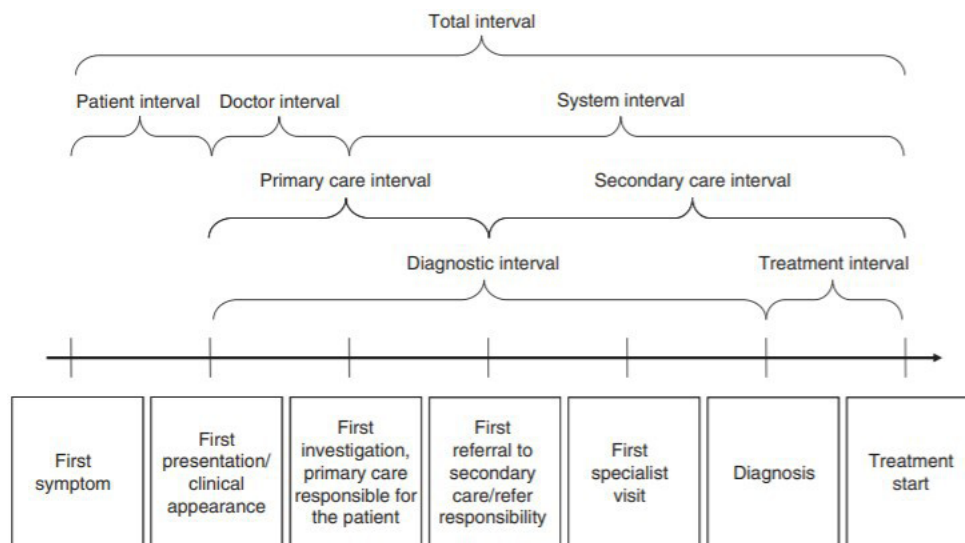 Total interval
Patient interval
Doctor interval
System interval
Primary care interval
Secondary care interval
Diagnostic interval
Treatment interval
First
symptom
First
presentation/
clinical
appearance
First
investigation,
primary care
responsible for
the patient
First
referral to
secondary
care/refer
responsibility
First
specialist
visit
Diagnosis
Treatment
start